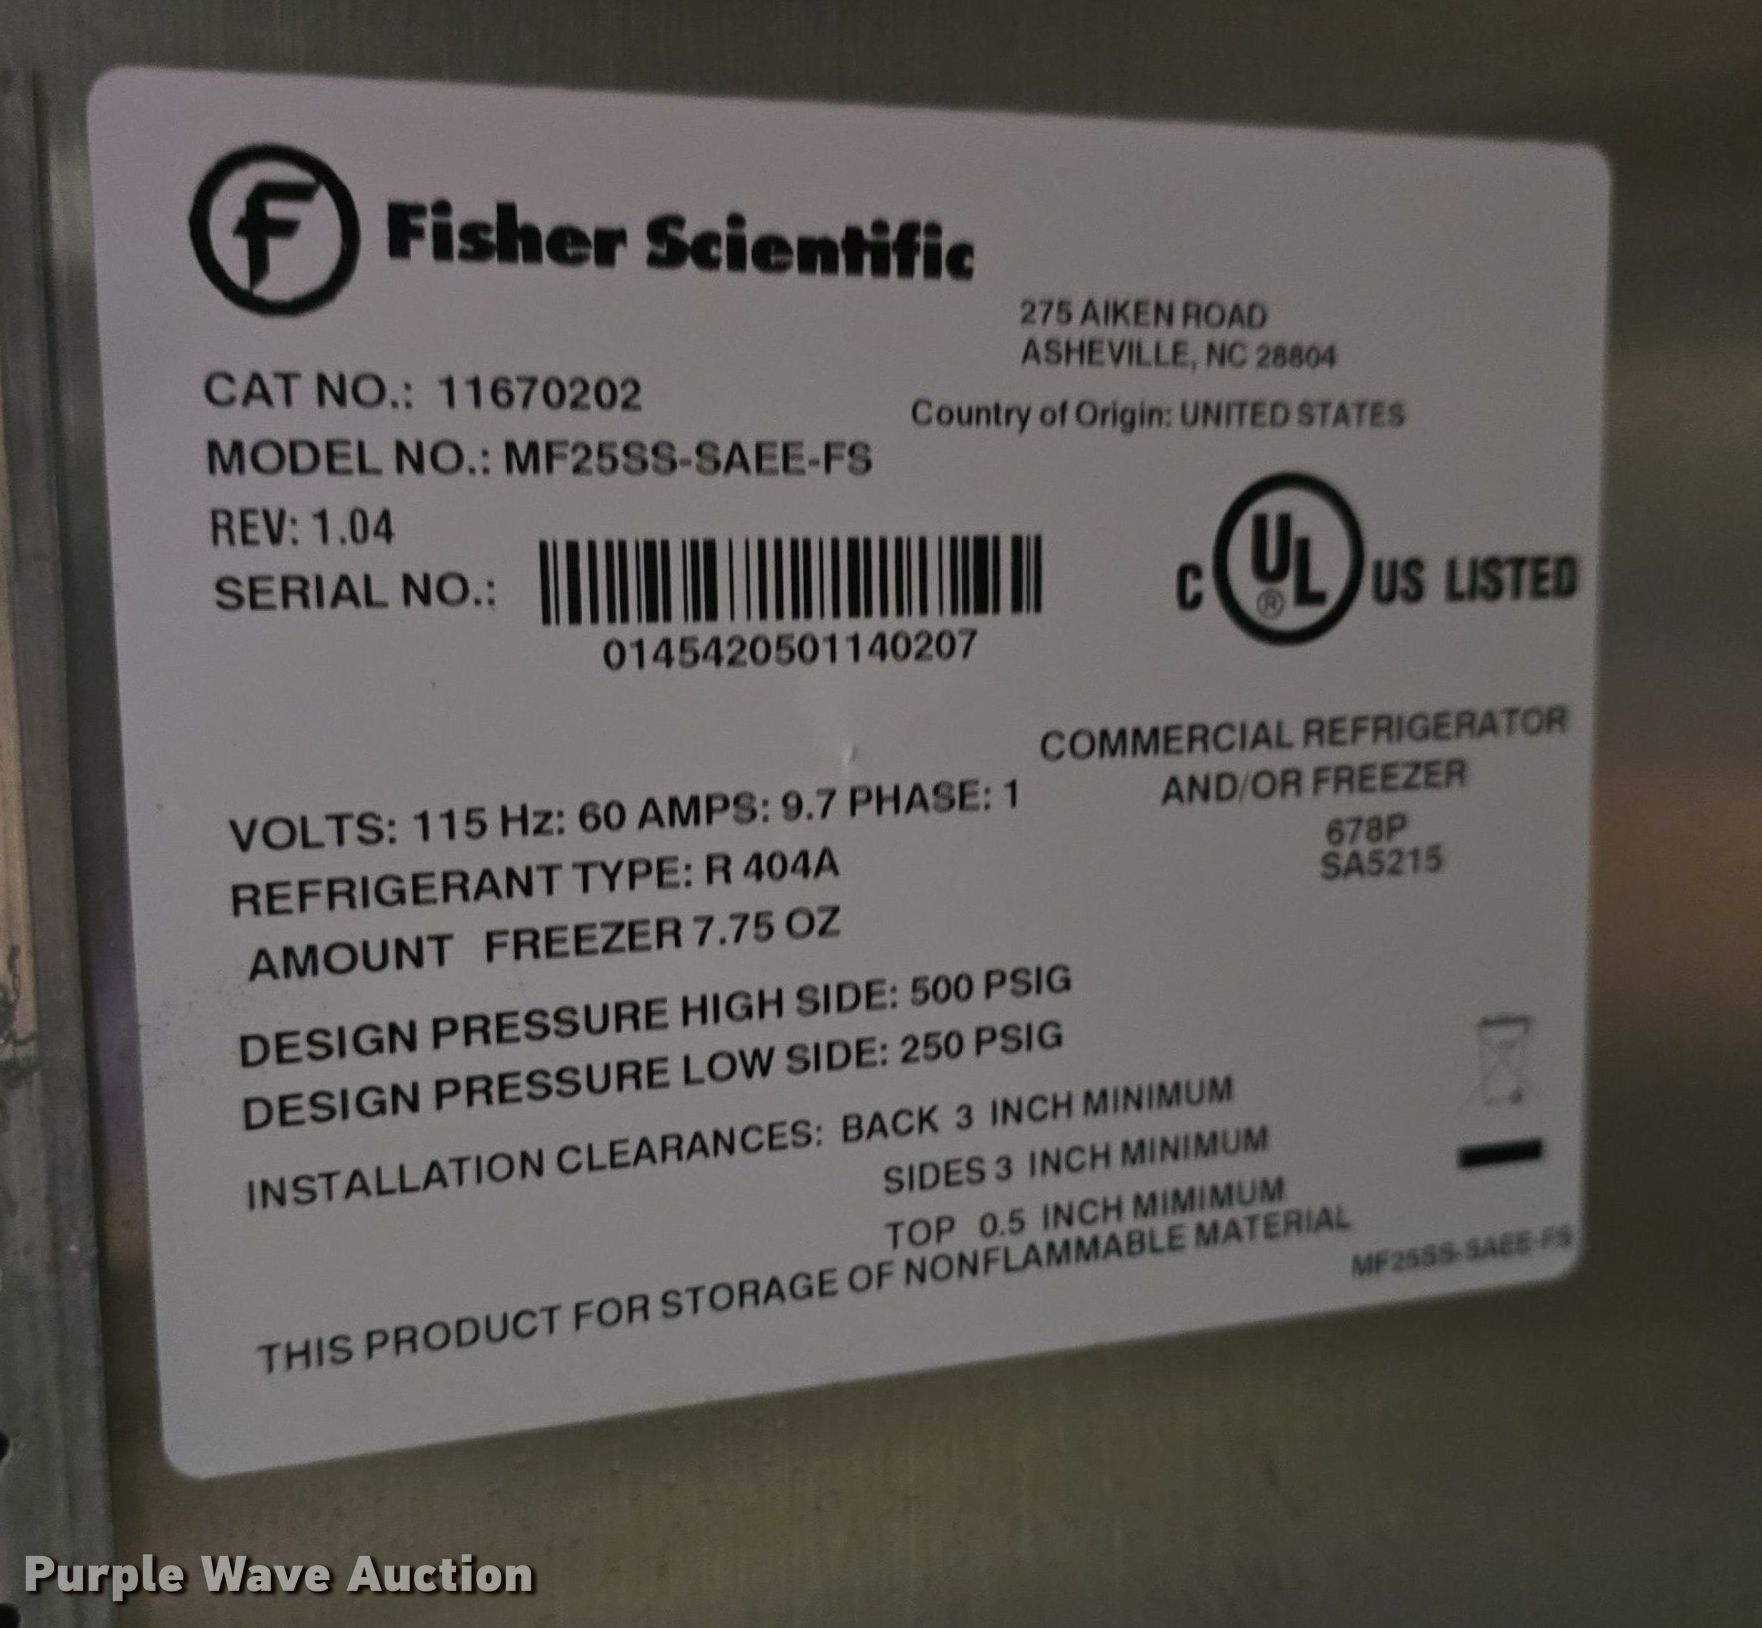 F Fisher Scientific
275 AIKEN ROAD
ASHEVILLE, NC 28804
CAT NO.: 11670202
Country of Origin: UNITED STATES
MODEL NO.: MF25SS-SAEE-FS
REV: 1.04
SERIAL NO.:
0145420501140207
C UL ® US LISTED
COMMERCIAL REFRIGERATOR
AND/OR FREEZER
678P
SA5215
VOLTS: 115 Hz: 60 AMPS: 9.7 PHASE: 1
REFRIGERANT TYPE: R 404A
AMOUNT FREEZER 7.75 OZ
DESIGN PRESSURE HIGH SIDE: 500 PSIG
DESIGN PRESSURE LOW SIDE: 250 PSIG
INSTALLATION CLEARANCES: BACK 3 INCH MINIMUM
SIDES 3 INCH MINIMUM
TOP 0.5 INCH MIMIMUM
THIS PRODUCT FOR STORAGE OF NONFLAMMABLE MATERIAL
MF25SS-SAEE-FS
Purple Wave Auction